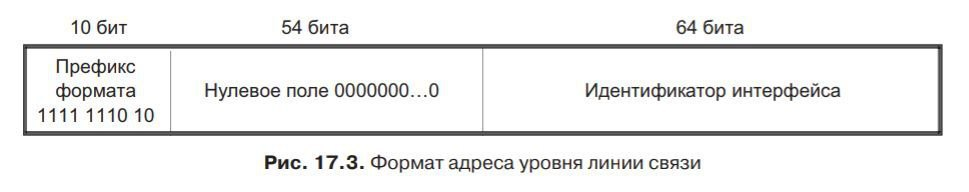 10 бит 54 бита 64 бита
Префикс
формата
1111 1110 10
Нулевое поле 0000000...0
Идентификатор интерфейса
Рис. 17.3. Формат адреса уровня линии связи